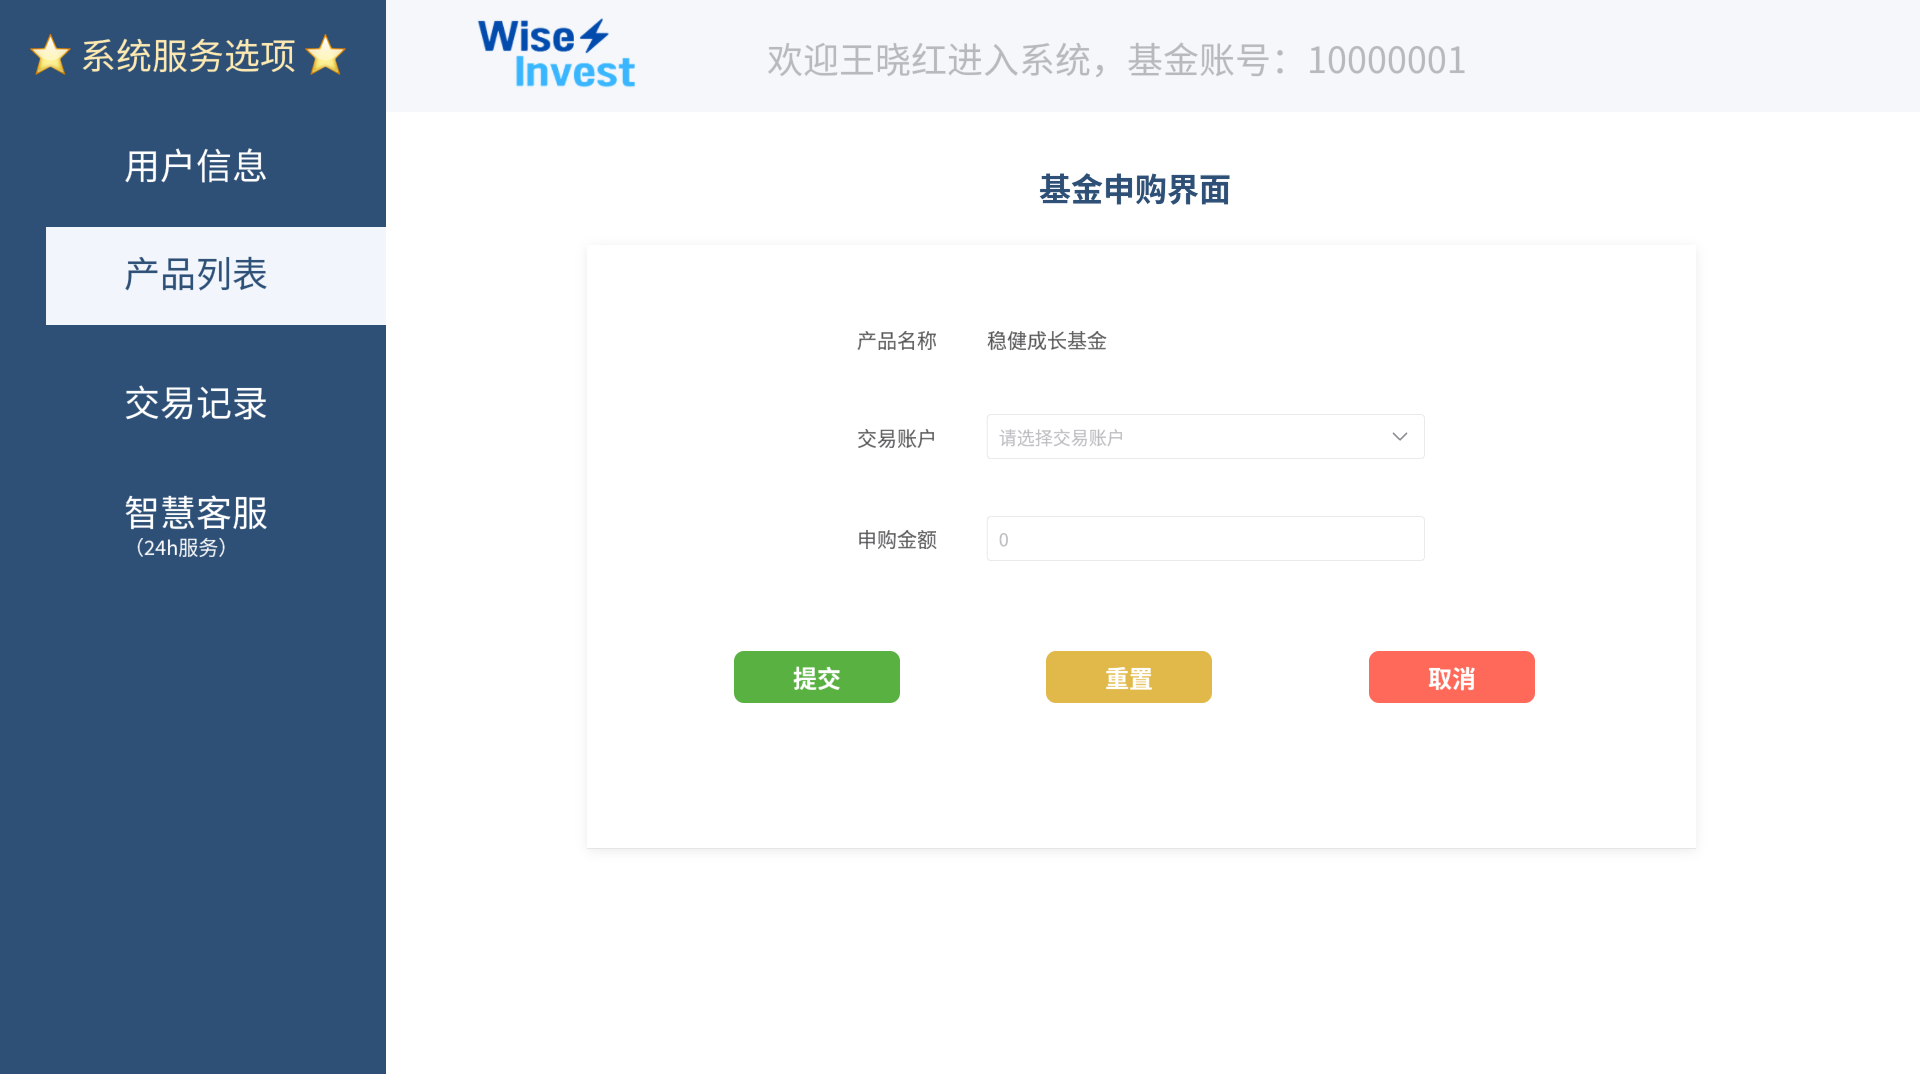 系统服务选项
用户信息
产品列表
交易记录
智慧客服
（24h服务）
Wise
Invest
欢迎王晓红进入系统，基金账号：10000001
基金申购界面
产品名称 稳健成长基金
交易账户 请选择交易账户
申购金额 0
提交 重置 取消